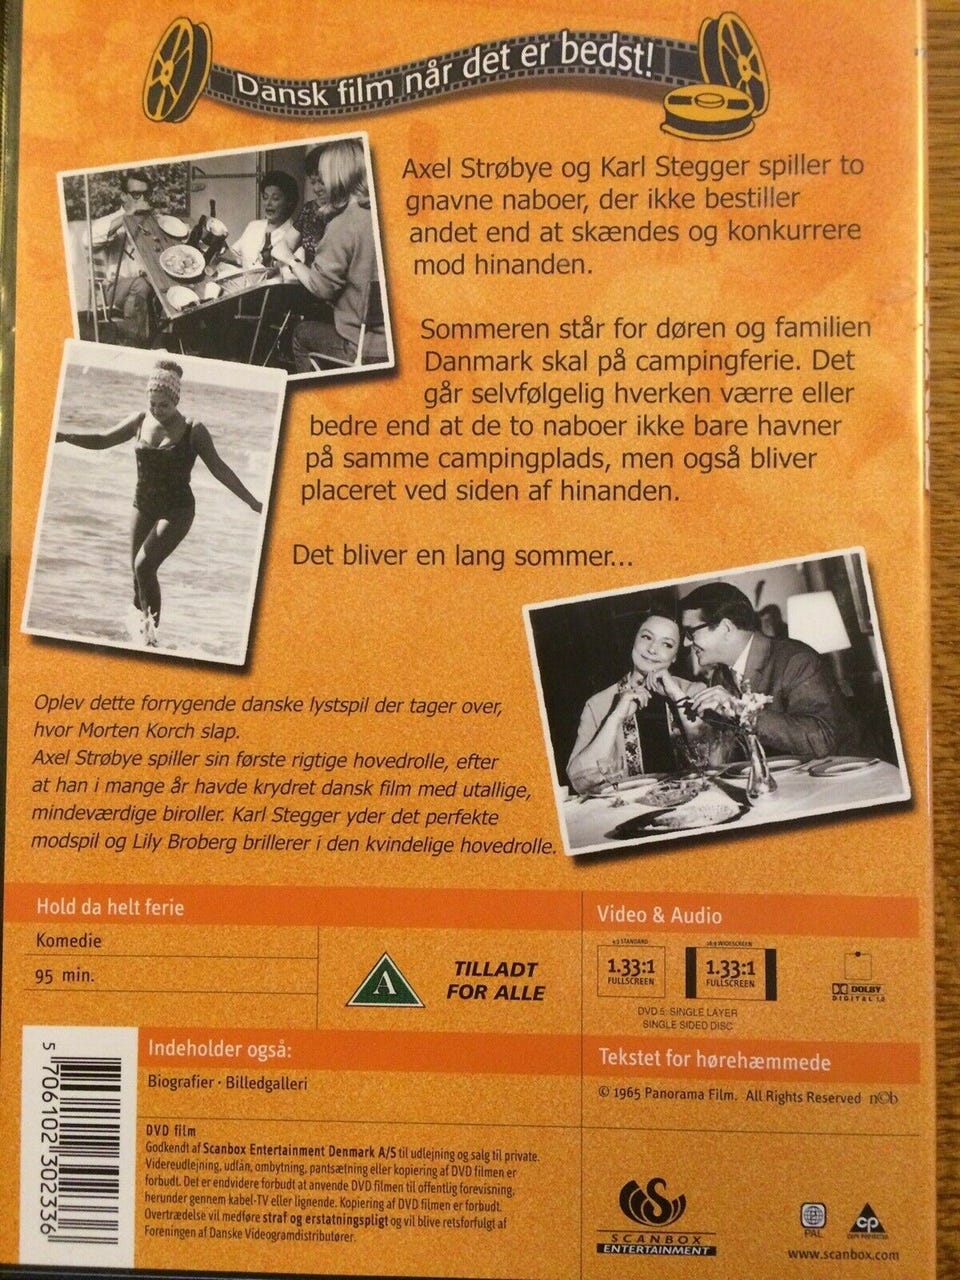 Dansk film når det er bedst!
Axel Strøbye og Karl Stegger spiller to
gnavne naboer, der ikke bestiller
andet end at skændes og konkurrere
mod hinanden.
Sommeren står for døren og familien
Danmark skal på campingferie. Det
går selvfølgelig hverken værre eller
bedre end at de to naboer ikke bare havner
på samme campingplads, men også bliver
placeret ved siden af hinanden.
Det bliver en lang sommer...
Oplev dette forrygende danske lystspil der tager over,
hvor Morten Korch slap.
Axel Strøbye spiller sin første rigtige hovedrolle, efter
at han i mange år havde krydret dansk film med utallige,
mindeværdige biroller. Karl Stegger yder det perfekte
modspil og Lily Broberg brillerer i den kvindelige hovedrolle.
Hold da helt ferie
Komedie
95 min.
A
TILLADT
FOR ALLE
Video & Audio
4:3 STANDARD
1.33:1
FULLSCREEN
16:9 WIDESCREEN
1.33:1
FULLSCREEN
DOLBY
DIGITAL 1.0
DVD 5: SINGLE LAYER
SINGLE SIDED DISC
Indeholder også:
Biografier · Billedgalleri
Tekstet for hørehæmmede
© 1965 Panorama Film. All Rights Reserved n©b
DVD film
Godkendt af Scanbox Entertainment Denmark A/S til udlejning og salg til private.
Videreudlejning, udlån, ombytning, pantsætning eller kopiering af DVD filmen er
forbudt. Det er endvidere forbudt at anvende DVD filmen til offentlig forevisning,
herunder gennem kabel-TV eller lignende. Kopiering af DVD filmen er forbudt.
Overtrædelse vil medføre straf og erstatningspligt og vil blive retsforfulgt af
Foreningen af Danske Videogramdistributører.
5 706102 302336
SCANBOX
ENTERTAINMENT
PAL
cp
COPY PROTECTED
www.scanbox.com